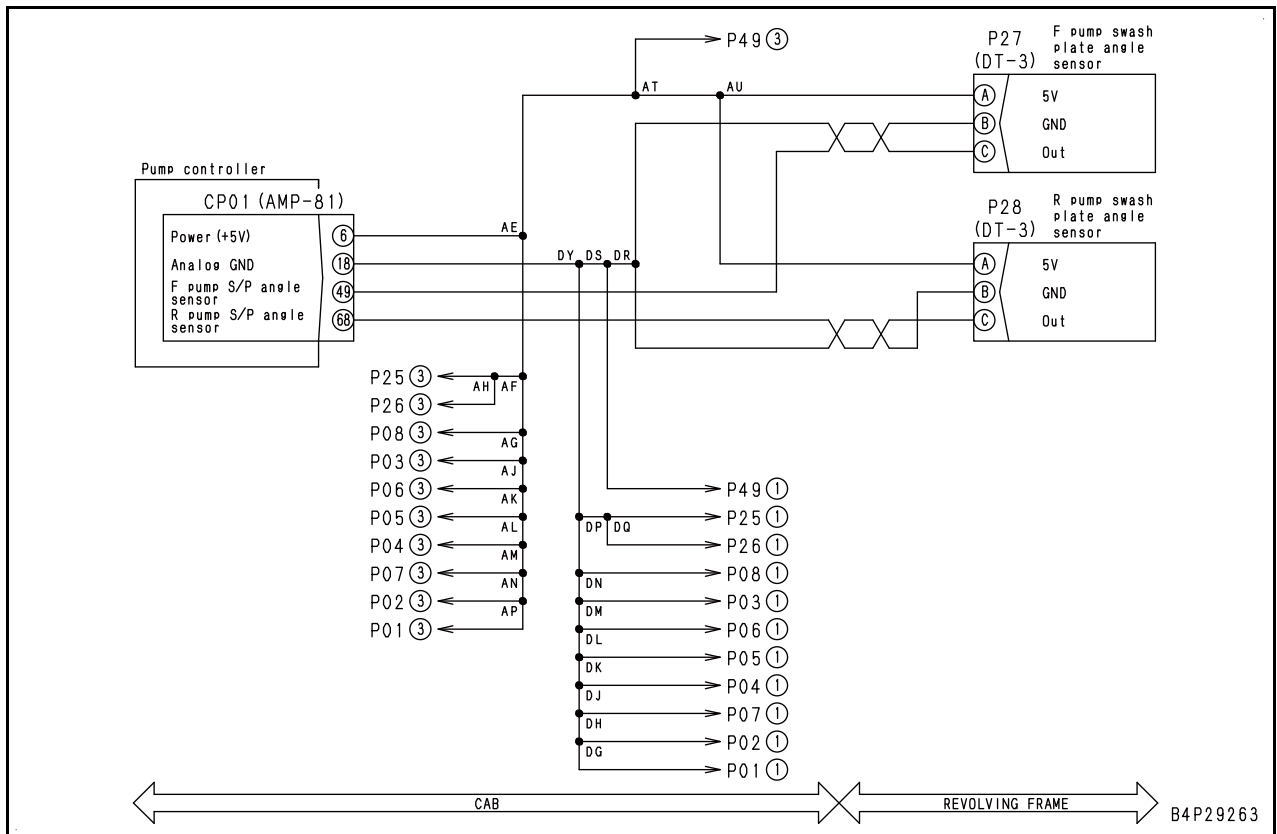 P49 3
P27
(DT-3)
F pump swash
plate angle
sensor
AT
AU
A 5V
B GND
C Out
Pump controller
CP01 (AMP-81)
P28
(DT-3)
R pump swash
plate angle
sensor
Power (+5V) 6
AE
Analog GND 18
DY DS DR
F pump S/P angle
sensor
49
R pump S/P angle
sensor
68
A 5V
B GND
C Out
P25 3
AH AF
P26 3
P08 3
AG
P03 3
AJ
P06 3
AK
P05 3
AL
P04 3
AM
P07 3
AN
P02 3
AP
P01 3
P49 1
P25 1
DP DQ
P26 1
P08 1
DN
P03 1
DM
P06 1
DL
P05 1
DK
P04 1
DJ
P07 1
DH
P02 1
DG
P01 1
CAB
REVOLVING FRAME
B4P29263